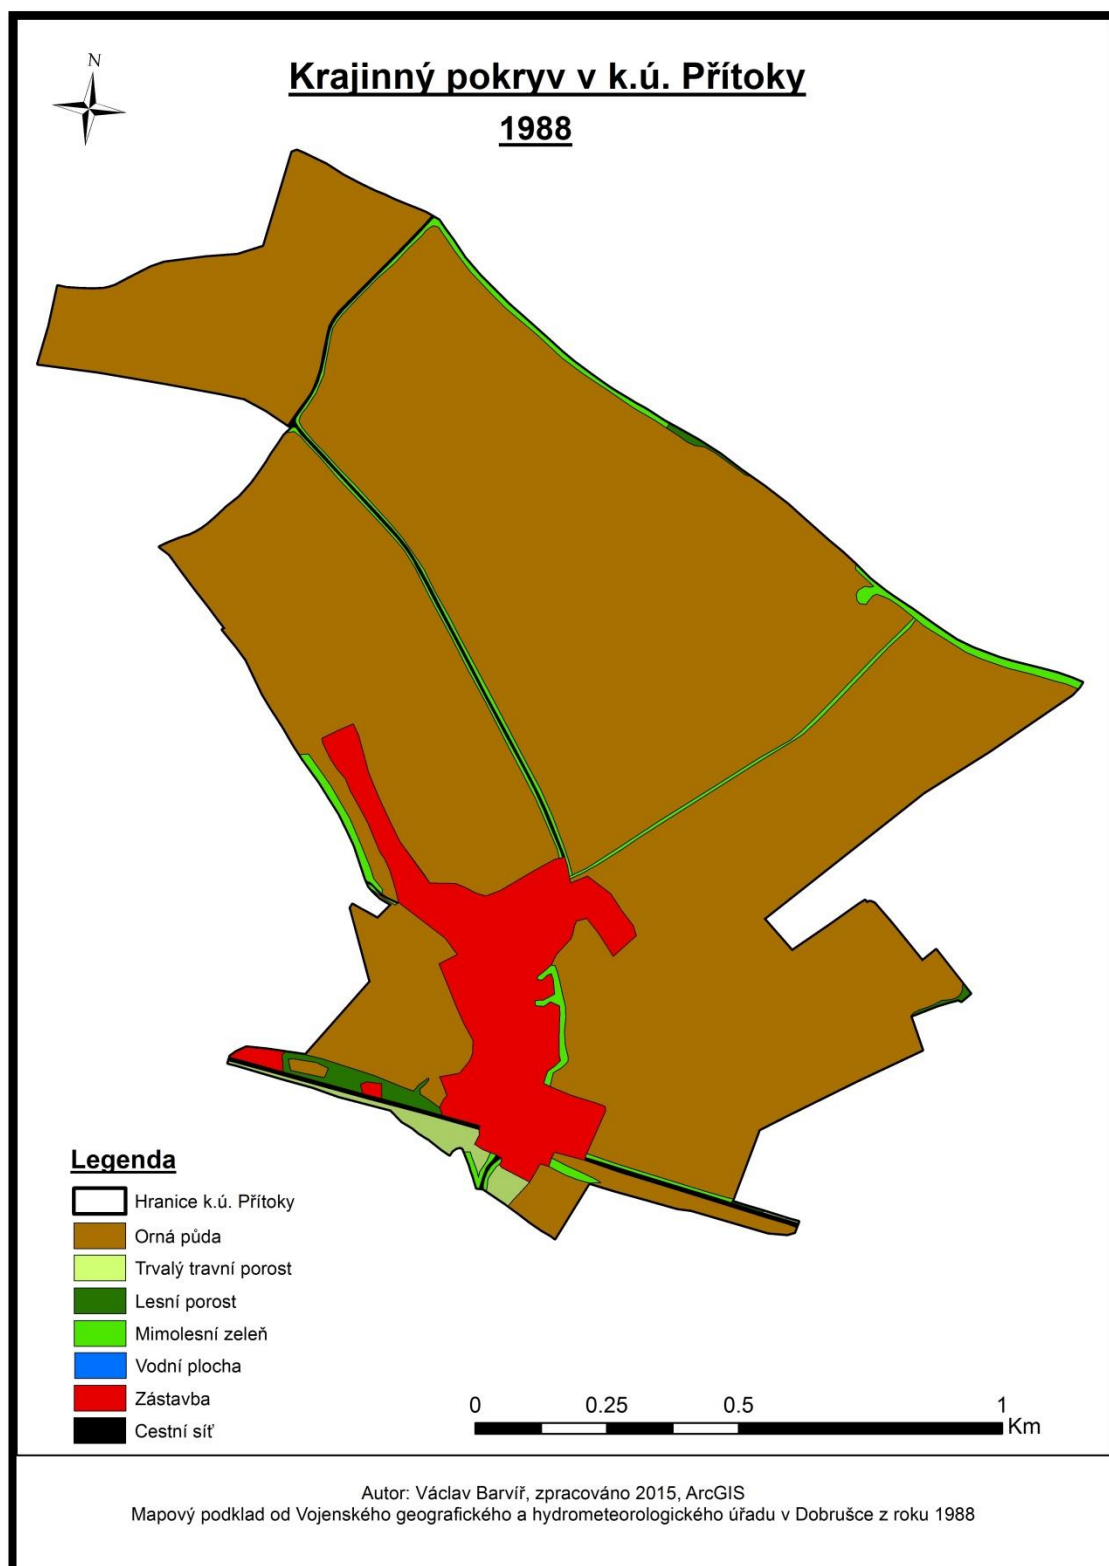 N
Krajinný pokryv v k.ú. Přítoky
1988
Legenda
Hranice k.ú. Přítoky
Orná půda
Trvalý travní porost
Lesní porost
Mimolesní zeleň
Vodní plocha
Zástavba
Cestní síť
0 0.25 0.5 1
Km
Autor: Václav Barvíř, zpracováno 2015, ArcGIS
Mapový podklad od Vojenského geografického a hydrometeorologického úřadu v Dobrušce z roku 1988